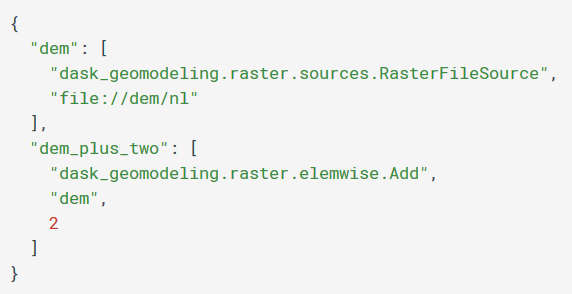 {
  "dem": [
    "dask_geomodeling.raster.sources.RasterFileSource",
    "file://dem/nl"
  ],
  "dem_plus_two": [
    "dask_geomodeling.raster.elemwise.Add",
    "dem",
    2
  ]
}